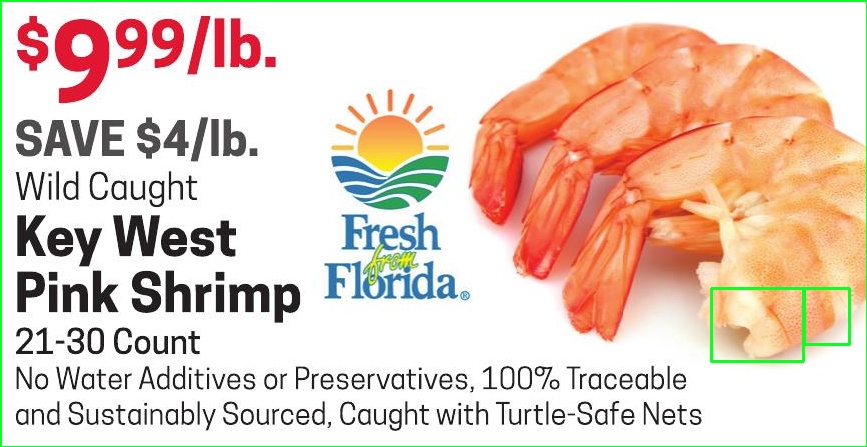 $9.99/lb.
SAVE $4/lb.
Wild Caught
Key West
Pink Shrimp
21-30 Count
No Water Additives or Preservatives, 100% Traceable
and Sustainably Sourced, Caught with Turtle-Safe Nets
Fresh
from
Florida®